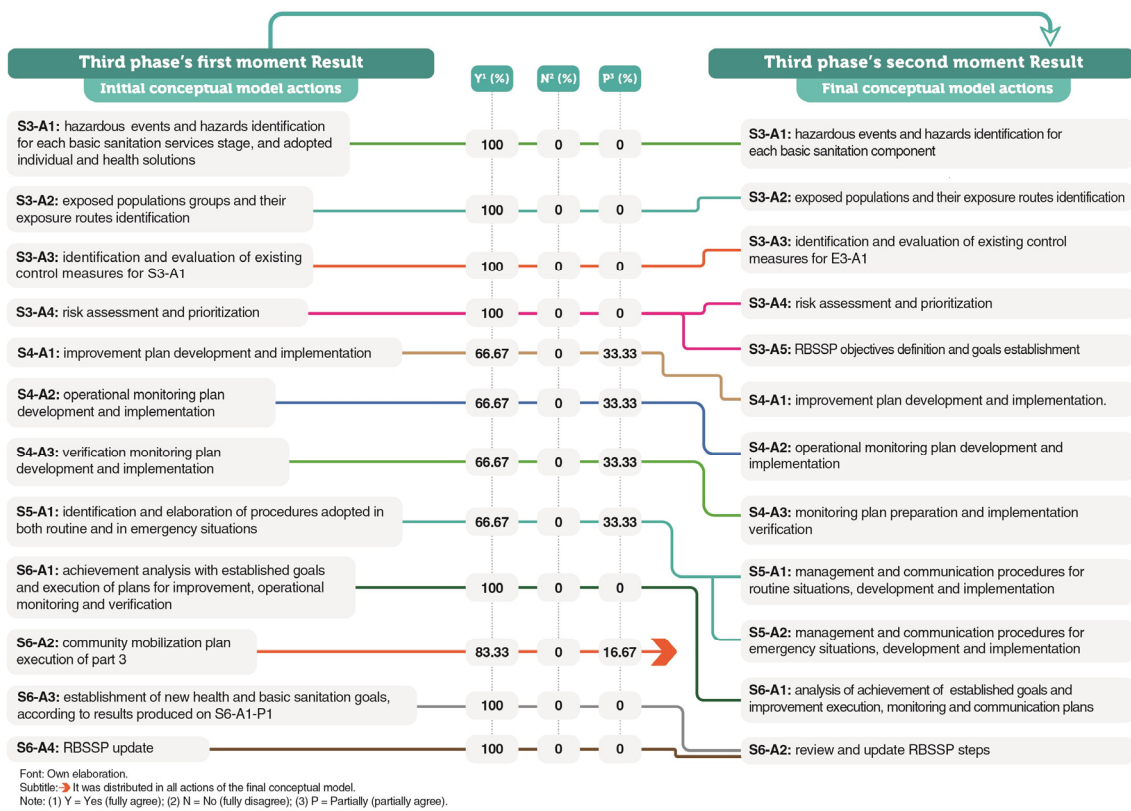 Third phase's first moment Result
Initial conceptual model actions
Y¹ (%)
N² (%)
P³ (%)
Third phase's second moment Result
Final conceptual model actions
S3-A1: hazardous events and hazards identification
for each basic sanitation services stage, and adopted
individual and health solutions
100 0 0
S3-A1: hazardous events and hazards identification for
each basic sanitation component
S3-A2: exposed populations groups and their
exposure routes identification
100 0 0
S3-A2: exposed populations and their exposure routes identification
S3-A3: identification and evaluation of existing
control measures for S3-A1
100 0 0
S3-A3: identification and evaluation of existing control
measures for E3-A1
S3-A4: risk assessment and prioritization
100 0 0
S3-A4: risk assessment and prioritization
S3-A5: RBSSP objectives definition and goals establishment
S4-A1: improvement plan development and implementation
66.67 0 33.33
S4-A1: improvement plan development and implementation.
S4-A2: operational monitoring plan
development and implementation
66.67 0 33.33
S4-A2: operational monitoring plan development and
implementation
S4-A3: verification monitoring plan
development and implementation
66.67 0 33.33
S4-A3: monitoring plan preparation and implementation
verification
S5-A1: identification and elaboration of procedures adopted in
both routine and in emergency situations
66.67 0 33.33
S5-A1: management and communication procedures for
routine situations, development and implementation
S5-A2: management and communication procedures for
emergency situations, development and implementation
S6-A1: achievement analysis with established goals
and execution of plans for improvement, operational
monitoring and verification
100 0 0
S6-A1: analysis of achievement of established goals and
improvement execution, monitoring and communication plans
S6-A2: community mobilization plan
execution of part 3
83.33 0 16.67
S6-A3: establishment of new health and basic sanitation goals,
according to results produced on S6-A1-P1
100 0 0
S6-A4: RBSSP update
100 0 0
S6-A2: review and update RBSSP steps
Font: Own elaboration.
Subtitle: It was distributed in all actions of the final conceptual model.
Note: (1) Y = Yes (fully agree); (2) N = No (fully disagree); (3) P = Partially (partially agree).